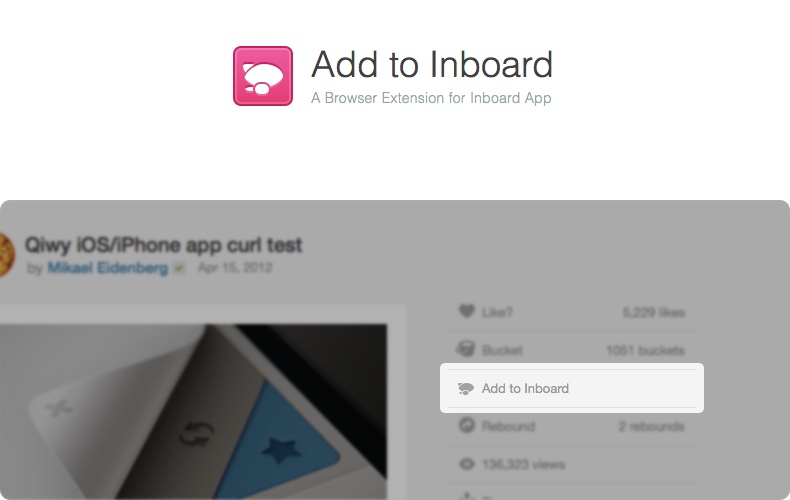 Add to Inboard
A Browser Extension for Inboard App
Qiwy iOS/iPhone app curl test
by Mikael Eidenberg Apr 15, 2012
Like? 5,229 likes
Bucket 1051 buckets
Add to Inboard
Rebound 2 rebounds
136,323 views